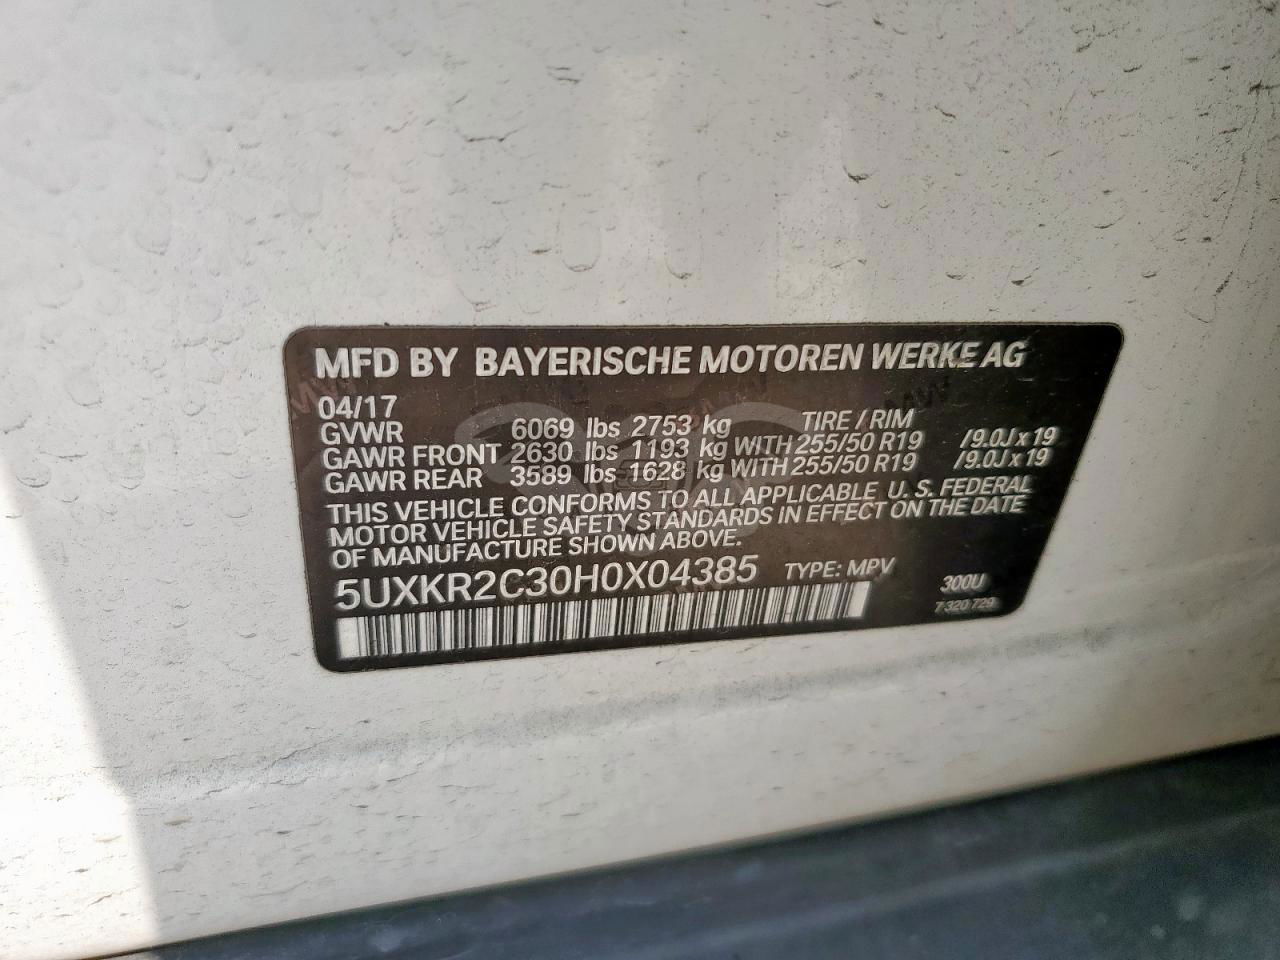 MFD BY BAYERISCHE MOTOREN WERKE AG
04/17 TIRE / RIM
GVWR 6069 lbs 2753 kg
GAWR FRONT 2630 lbs 1193 kg WITH 255/50 R19 /9.0J x 19
GAWR REAR 3589 lbs 1628 kg WITH 255/50 R19 /9.0J x 19
THIS VEHICLE CONFORMS TO ALL APPLICABLE U. S. FEDERAL
MOTOR VEHICLE SAFETY STANDARDS IN EFFECT ON THE DATE
OF MANUFACTURE SHOWN ABOVE.
5UXKR2C30H0X04385 TYPE: MPV 300U
7 320 729